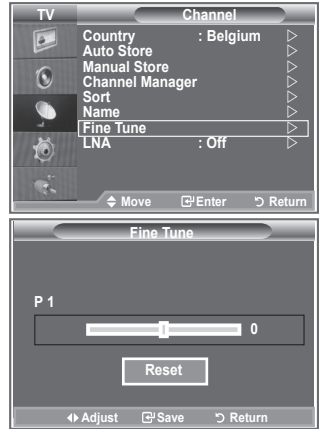 TV Channel
Country : Belgium
Auto Store
Manual Store
Channel Manager
Sort
Name
Fine Tune
LNA : Off
Move Enter Return
Fine Tune
P 1
0
Reset
Adjust Save Return